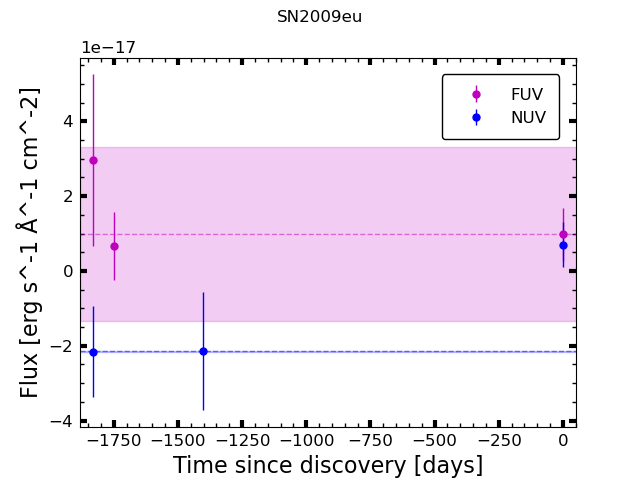 SN2009eu
1e−17
FUV
NUV
4
2
0
−2
−4
Flux [erg s^-1 Å^-1 cm^-2]
−1750 −1500 −1250 −1000 −750 −500 −250 0
Time since discovery [days]